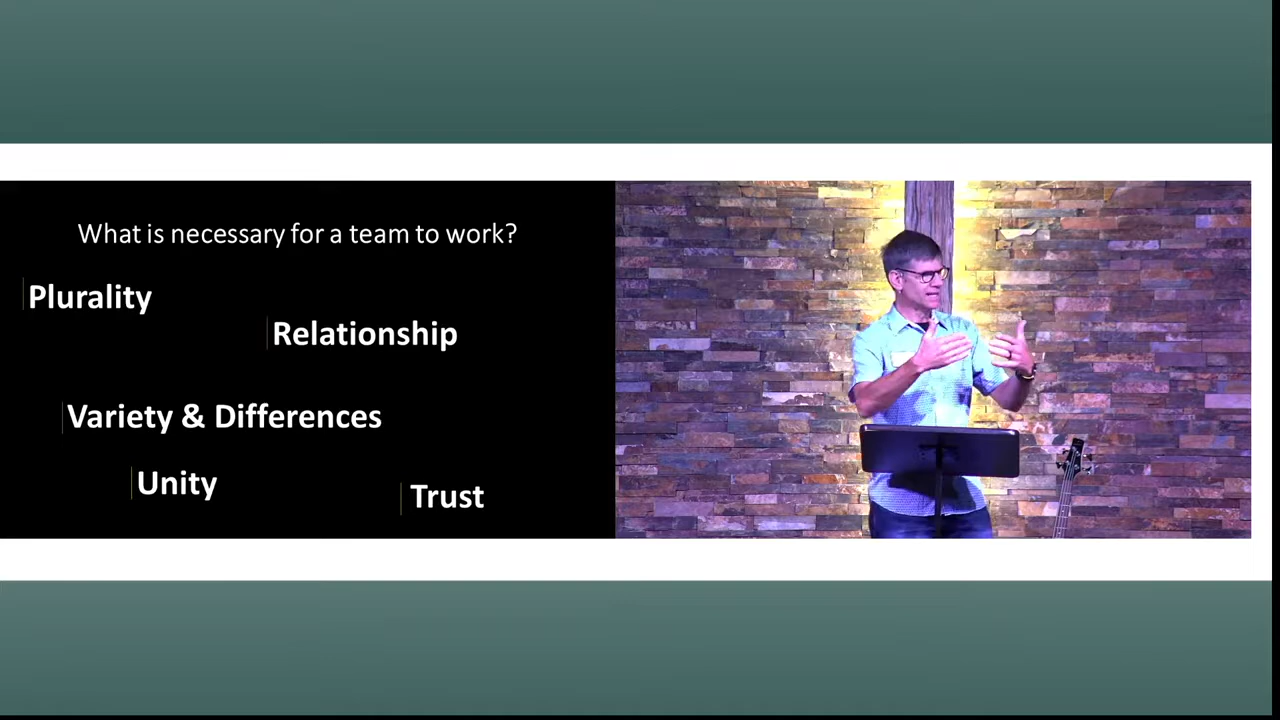 What is necessary for a team to work?
Plurality
Relationship
Variety & Differences
Unity
Trust